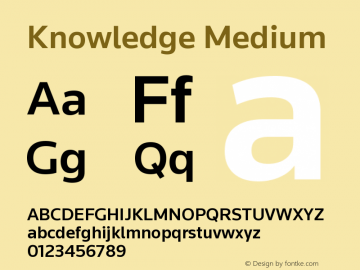 Knowledge Medium
Aa Ff a
Gg Qq
ABCDEFGHIJKLMNOPQRSTUVWXYZ
abcdefghijklmnopqrstuvwxyz
0123456789
© Design by fontke.com